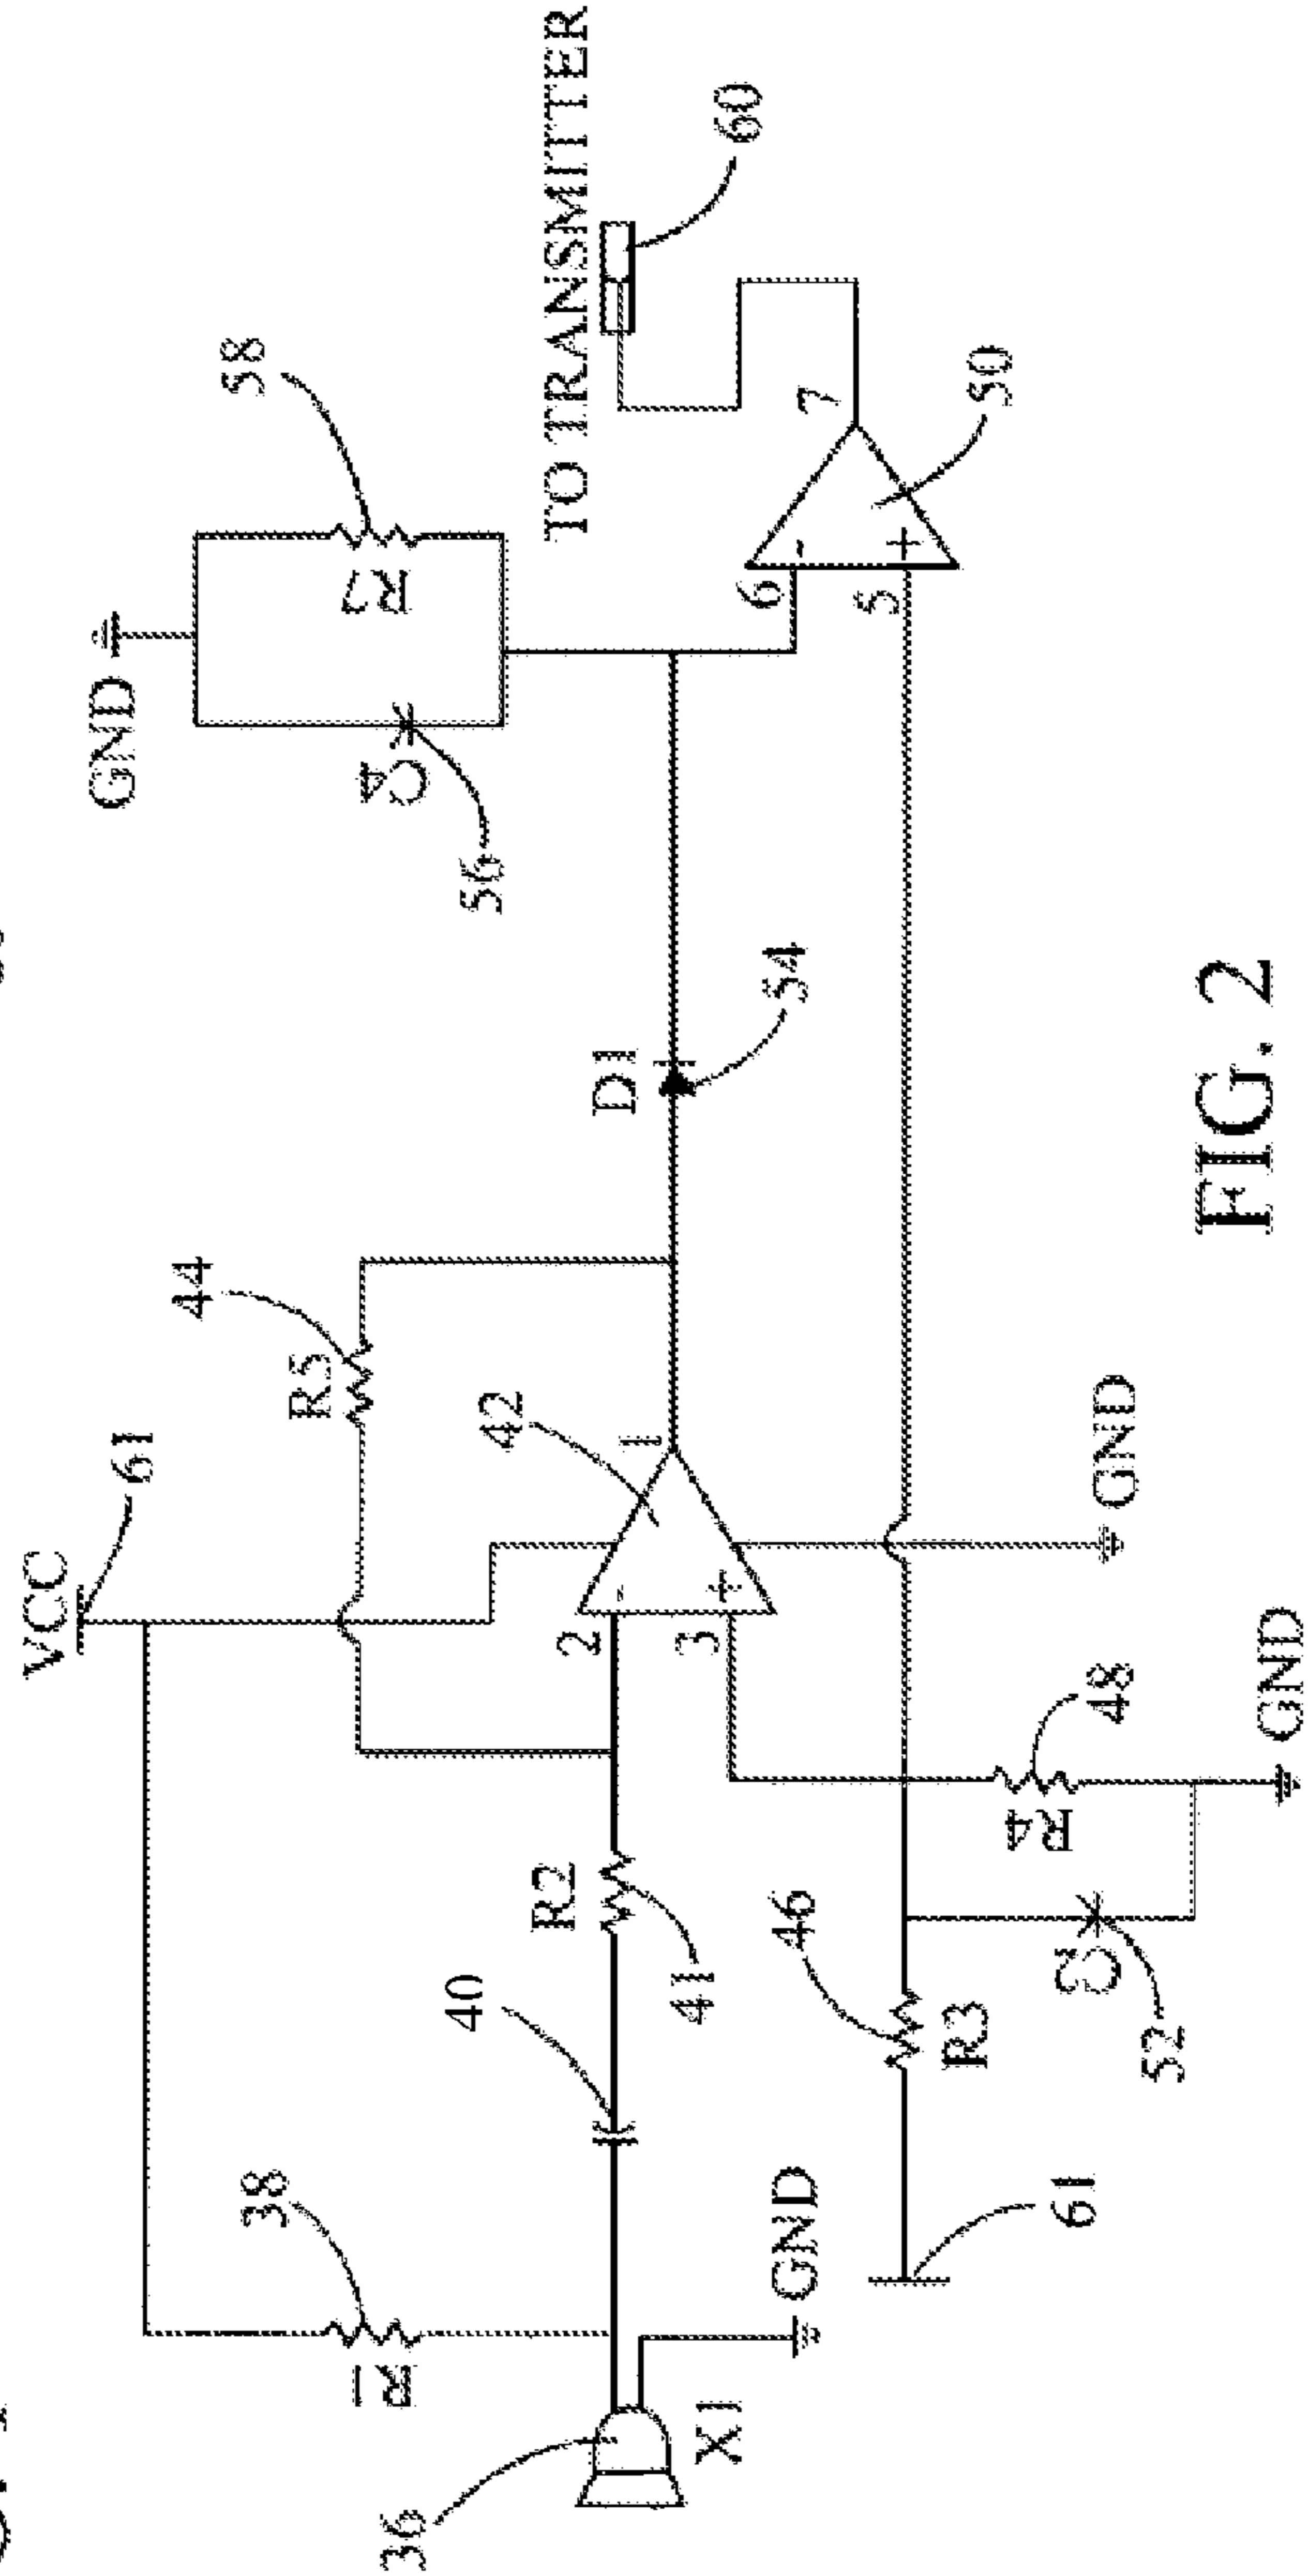 VCC
61
GND
58
R7
C4
56
44
R5
38
R1
42
1
2
-
3
+
40
R2
41
36
X1
GND
D1
54
TO TRANSMITTER
60
6
-
5
+
7
50
46
R3
61
52
R4
48
GND
GND
FIG. 2